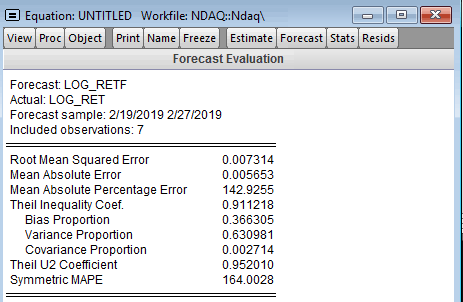 Equation: UNTITLED Workfile: NDAQ::Ndaq\
View Proc Object Print Name Freeze Estimate Forecast Stats Resids
Forecast Evaluation
Forecast: LOG_RETF
Actual: LOG_RET
Forecast sample: 2/19/2019 2/27/2019
Included observations: 7
Root Mean Squared Error 0.007314
Mean Absolute Error 0.005653
Mean Absolute Percentage Error 142.9255
Theil Inequality Coef. 0.911218
Bias Proportion 0.366305
Variance Proportion 0.630981
Covariance Proportion 0.002714
Theil U2 Coefficient 0.952010
Symmetric MAPE 164.0028